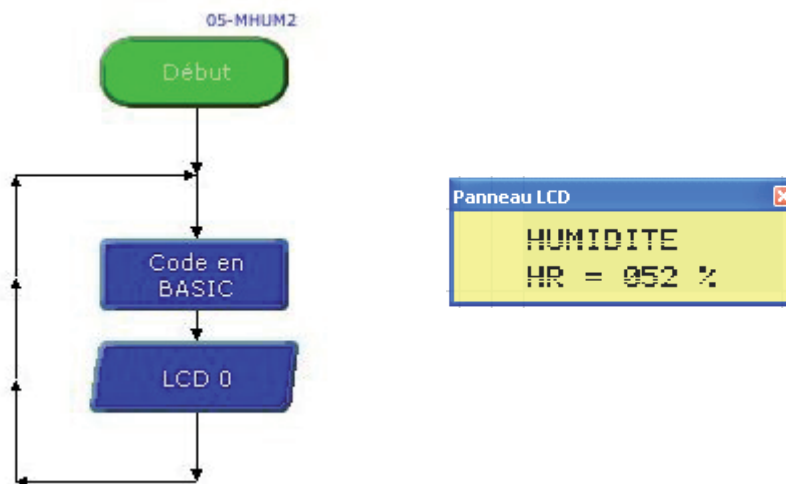 05-MHUM2
Début
Code en
BASIC
LCD 0
Panneau LCD
HUMIDITE
HR = 052 %